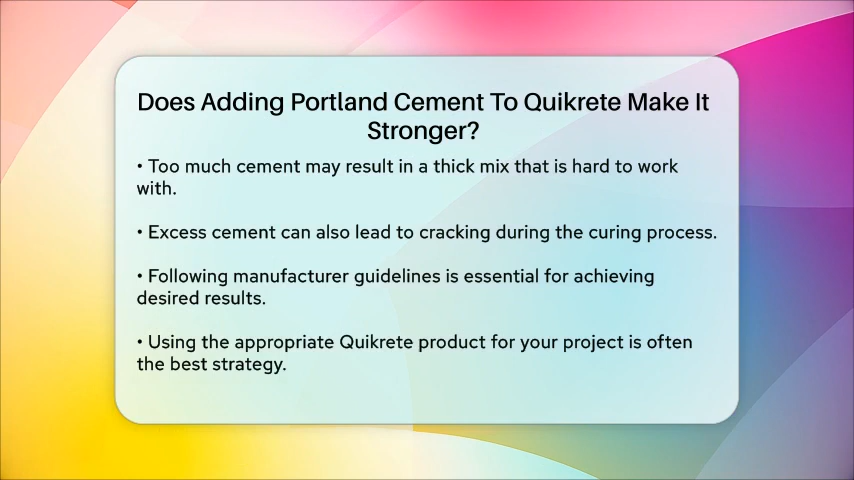 Does Adding Portland Cement To Quikrete Make It
Stronger?
• Too much cement may result in a thick mix that is hard to work
with.
• Excess cement can also lead to cracking during the curing process.
• Following manufacturer guidelines is essential for achieving
desired results.
• Using the appropriate Quikrete product for your project is often
the best strategy.